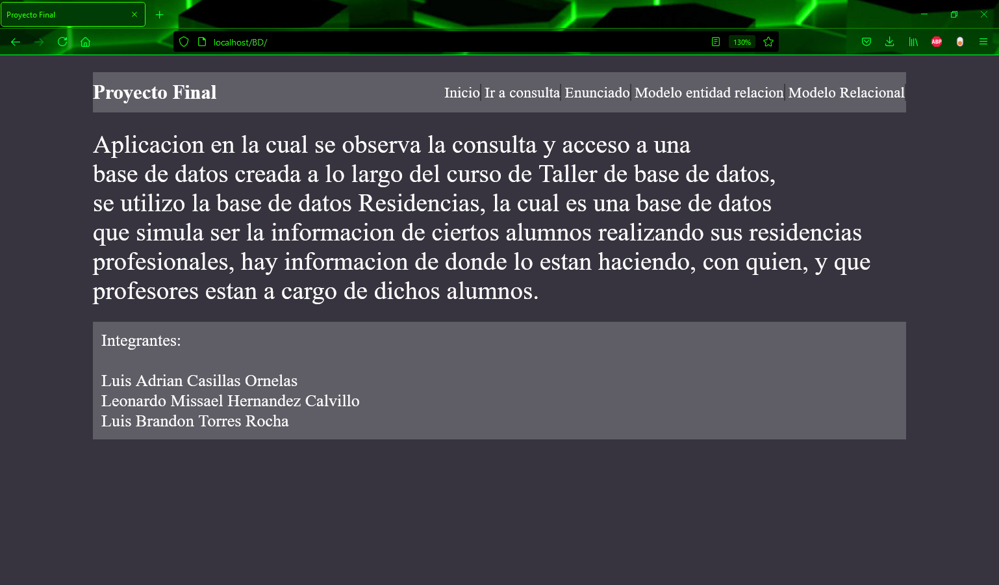 Proyecto Final
localhost/BD/
130%
ABP
Proyecto Final
Inicio Ir a consulta Enunciado Modelo entidad relacion Modelo Relacional
Aplicacion en la cual se observa la consulta y acceso a una
base de datos creada a lo largo del curso de Taller de base de datos,
se utilizo la base de datos Residencias, la cual es una base de datos
que simula ser la informacion de ciertos alumnos realizando sus residencias
profesionales, hay informacion de donde lo estan haciendo, con quien, y que
profesores estan a cargo de dichos alumnos.
Integrantes:
Luis Adrian Casillas Ornelas
Leonardo Missael Hernandez Calvillo
Luis Brandon Torres Rocha